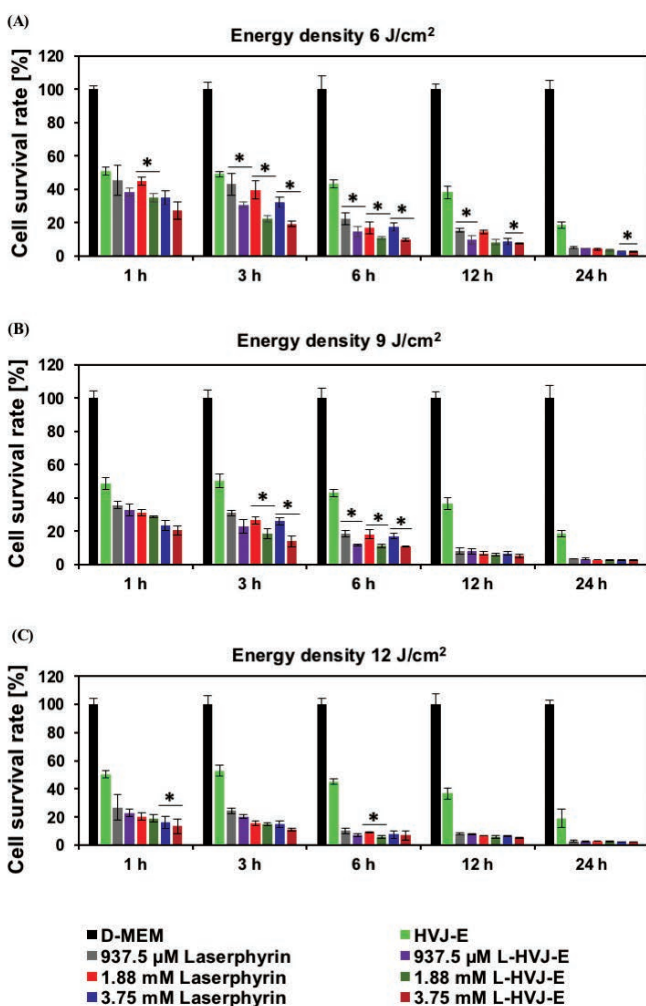 (A)
Energy density 6 J/cm²
Cell survival rate [%]
120
100
80
60
40
20
0
* * * * * * * * * *
1 h 3 h 6 h 12 h 24 h
(B)
Energy density 9 J/cm²
Cell survival rate [%]
120
100
80
60
40
20
0
* * * * *
1 h 3 h 6 h 12 h 24 h
(C)
Energy density 12 J/cm²
Cell survival rate [%]
120
100
80
60
40
20
0
* *
1 h 3 h 6 h 12 h 24 h
D-MEM HVJ-E
937.5 µM Laserphyrin 937.5 µM L-HVJ-E
1.88 mM Laserphyrin 1.88 mM L-HVJ-E
3.75 mM Laserphyrin 3.75 mM L-HVJ-E